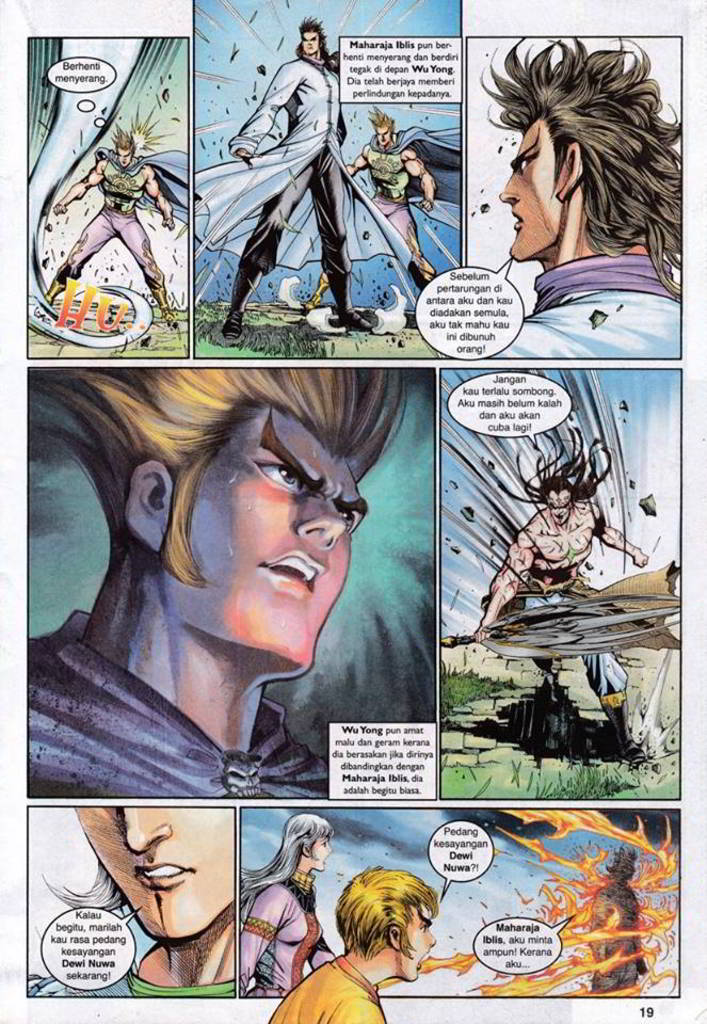 Berhenti
menyerang.
HU..
Maharaja Iblis pun ber-
henti menyerang dan berdiri
tegak di depan Wu Yong.
Dia telah berjaya memberi
perlindungan kepadanya.
Sebelum
pertarungan di
antara aku dan kau
diadakan semula,
aku tak mahu kau
dibunuh
orang!
Wu Yong pun amat
malu dan geram kerana
dia berasakan jika dirinya
dibandingkan dengan
Maharaja Iblis, dia
adalah begitu biasa.
Jangan
kau terlalu sombong.
Aku masih belum kalah
dan aku akan
cuba lagi!
Kalau
begitu, marilah
kau rasa pedang
kesayangan
Dewi Nuwa
sekarang!
Pedang
kesayangan
Dewi
Nuwa?!
Maharaja
Iblis, aku minta
ampun! Kerana
aku...
19